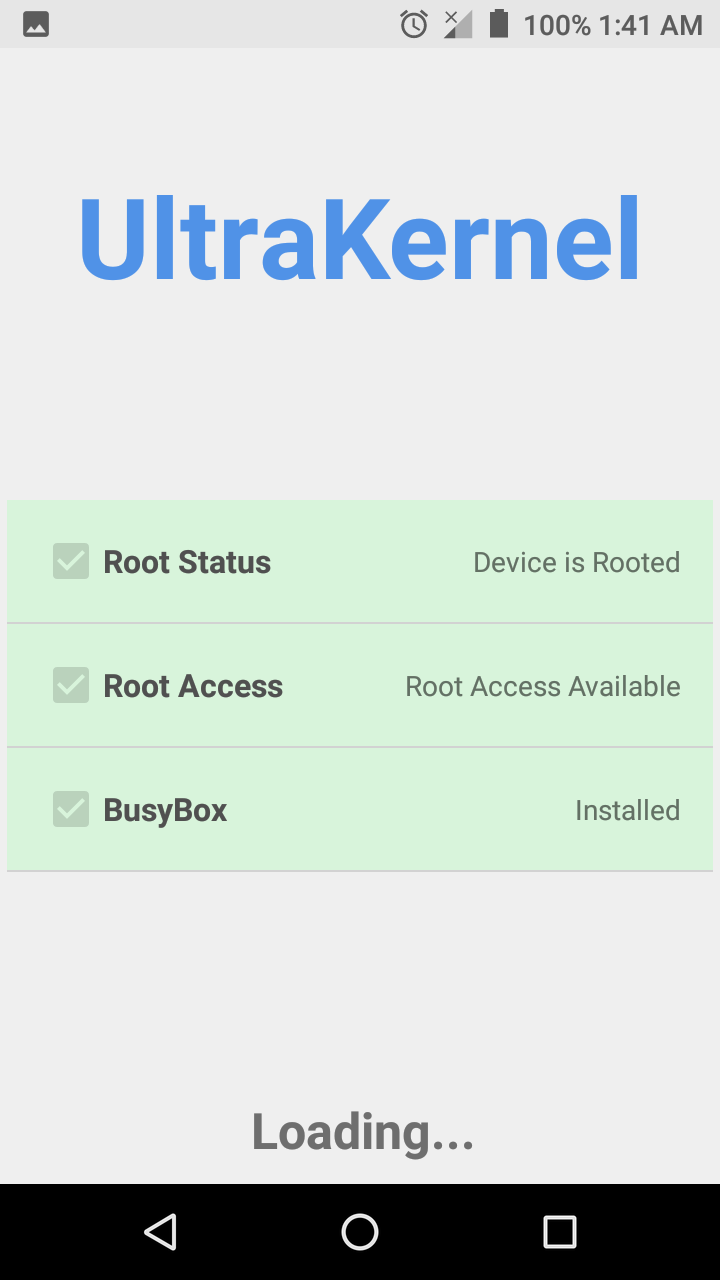 100% 1:41 AM
UltraKernel
Root Status Device is Rooted
Root Access Root Access Available
BusyBox Installed
Loading...